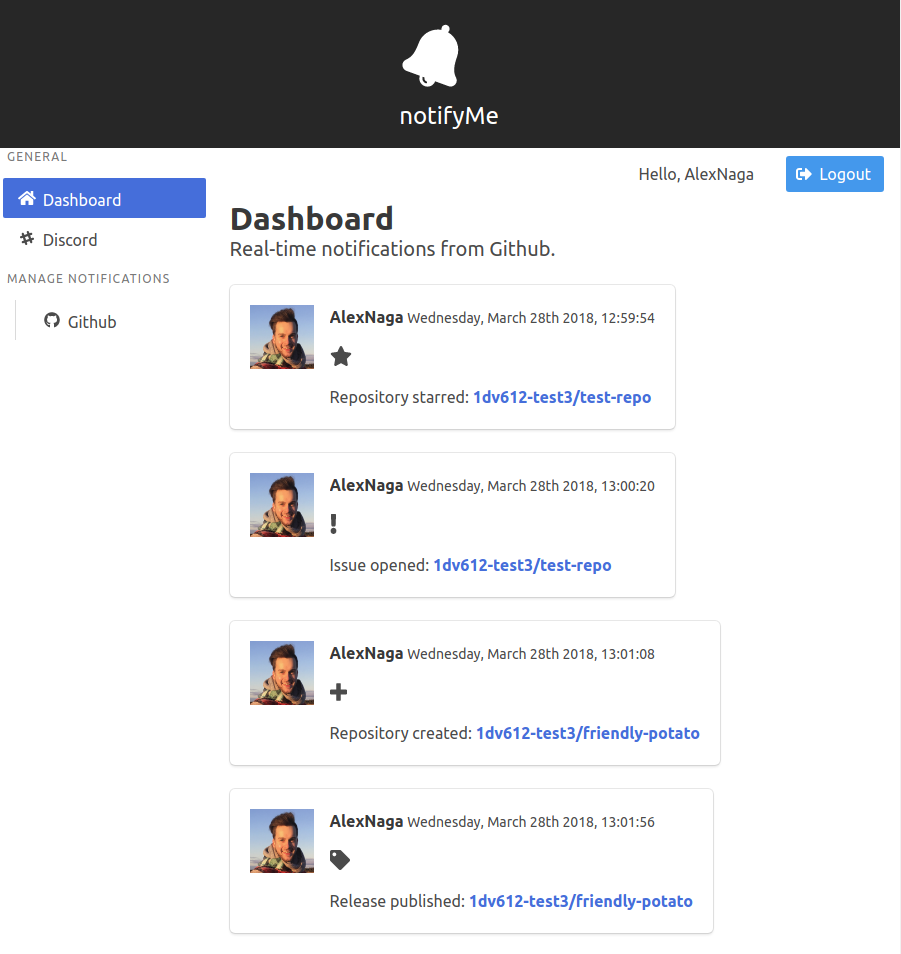 notifyMe
GENERAL
Hello, AlexNaga
Logout
Dashboard
Discord
MANAGE NOTIFICATIONS
Github
Dashboard
Real-time notifications from Github.
AlexNaga Wednesday, March 28th 2018, 12:59:54
Repository starred: 1dv612-test3/test-repo
AlexNaga Wednesday, March 28th 2018, 13:00:20
Issue opened: 1dv612-test3/test-repo
AlexNaga Wednesday, March 28th 2018, 13:01:08
Repository created: 1dv612-test3/friendly-potato
AlexNaga Wednesday, March 28th 2018, 13:01:56
Release published: 1dv612-test3/friendly-potato